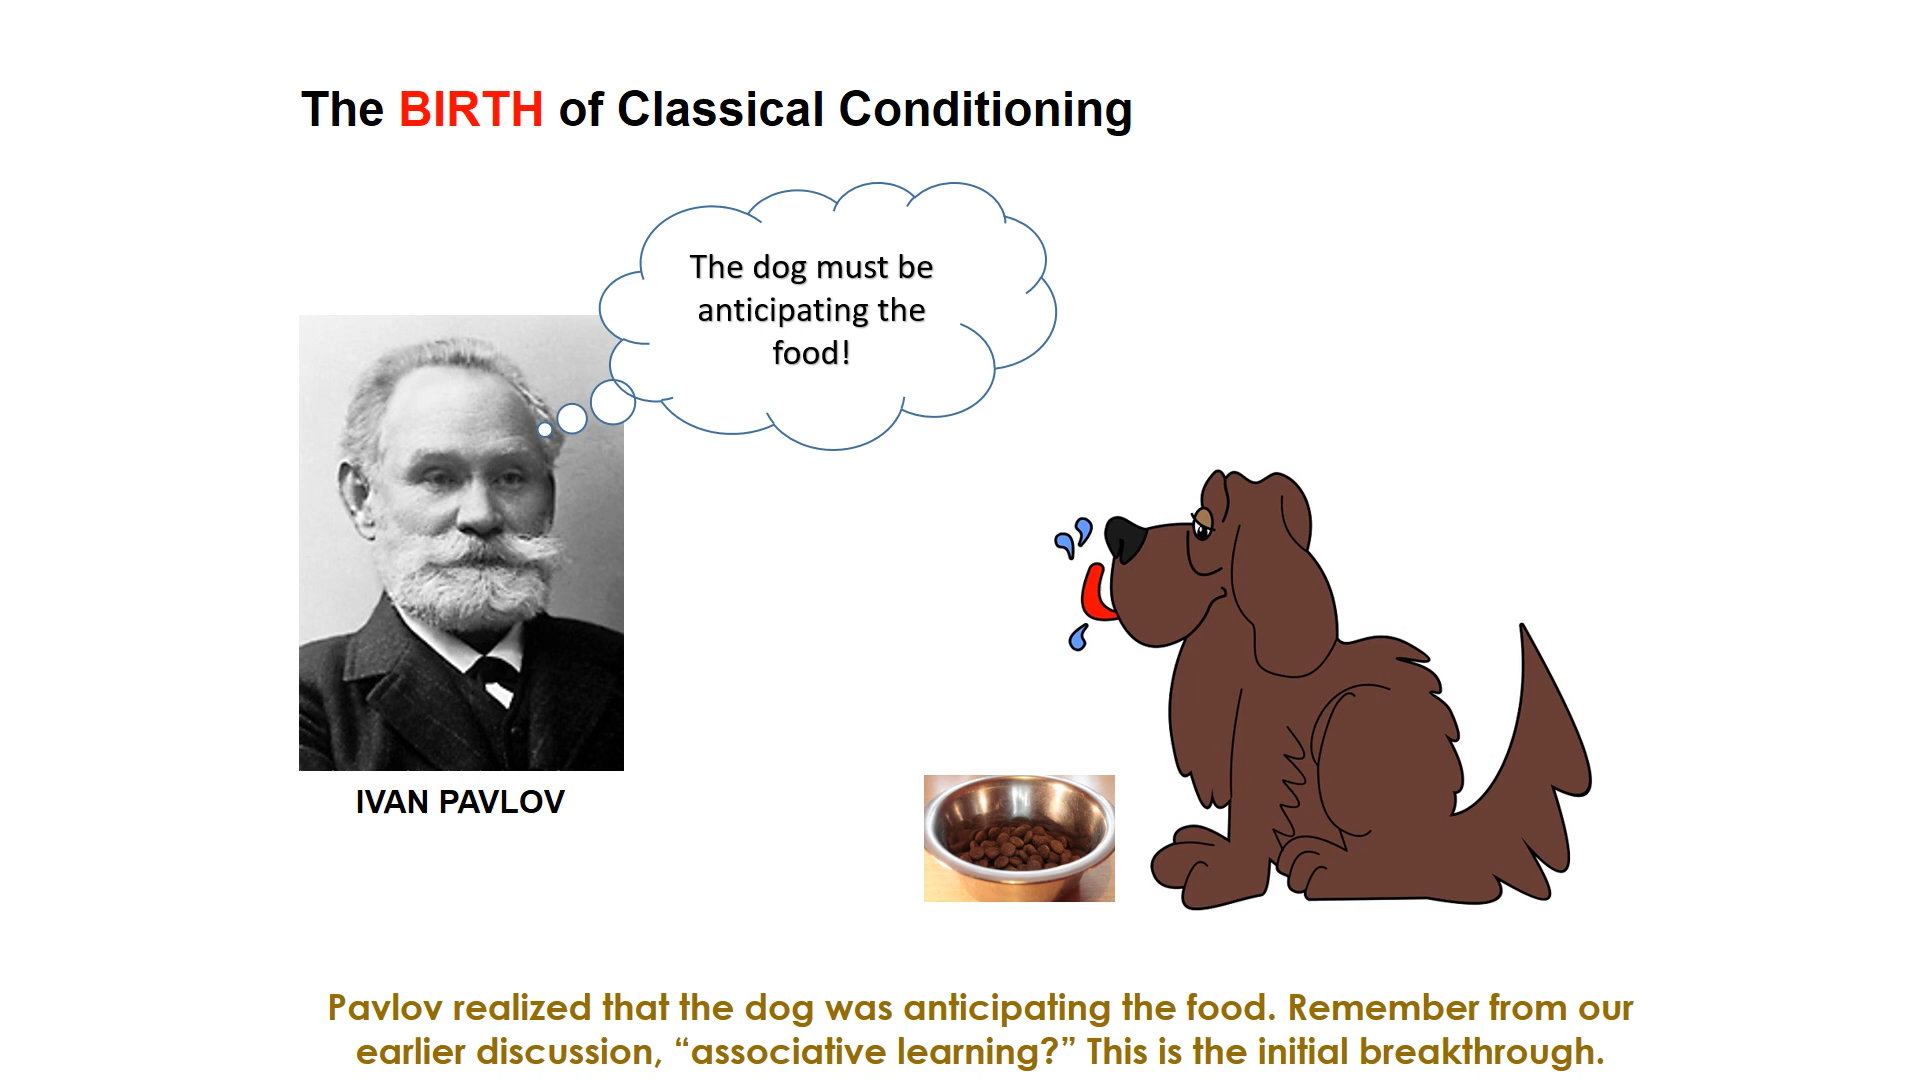 The BIRTH of Classical Conditioning
The dog must be
anticipating the
food!
IVAN PAVLOV
Pavlov realized that the dog was anticipating the food. Remember from our
earlier discussion, “associative learning?” This is the initial breakthrough.